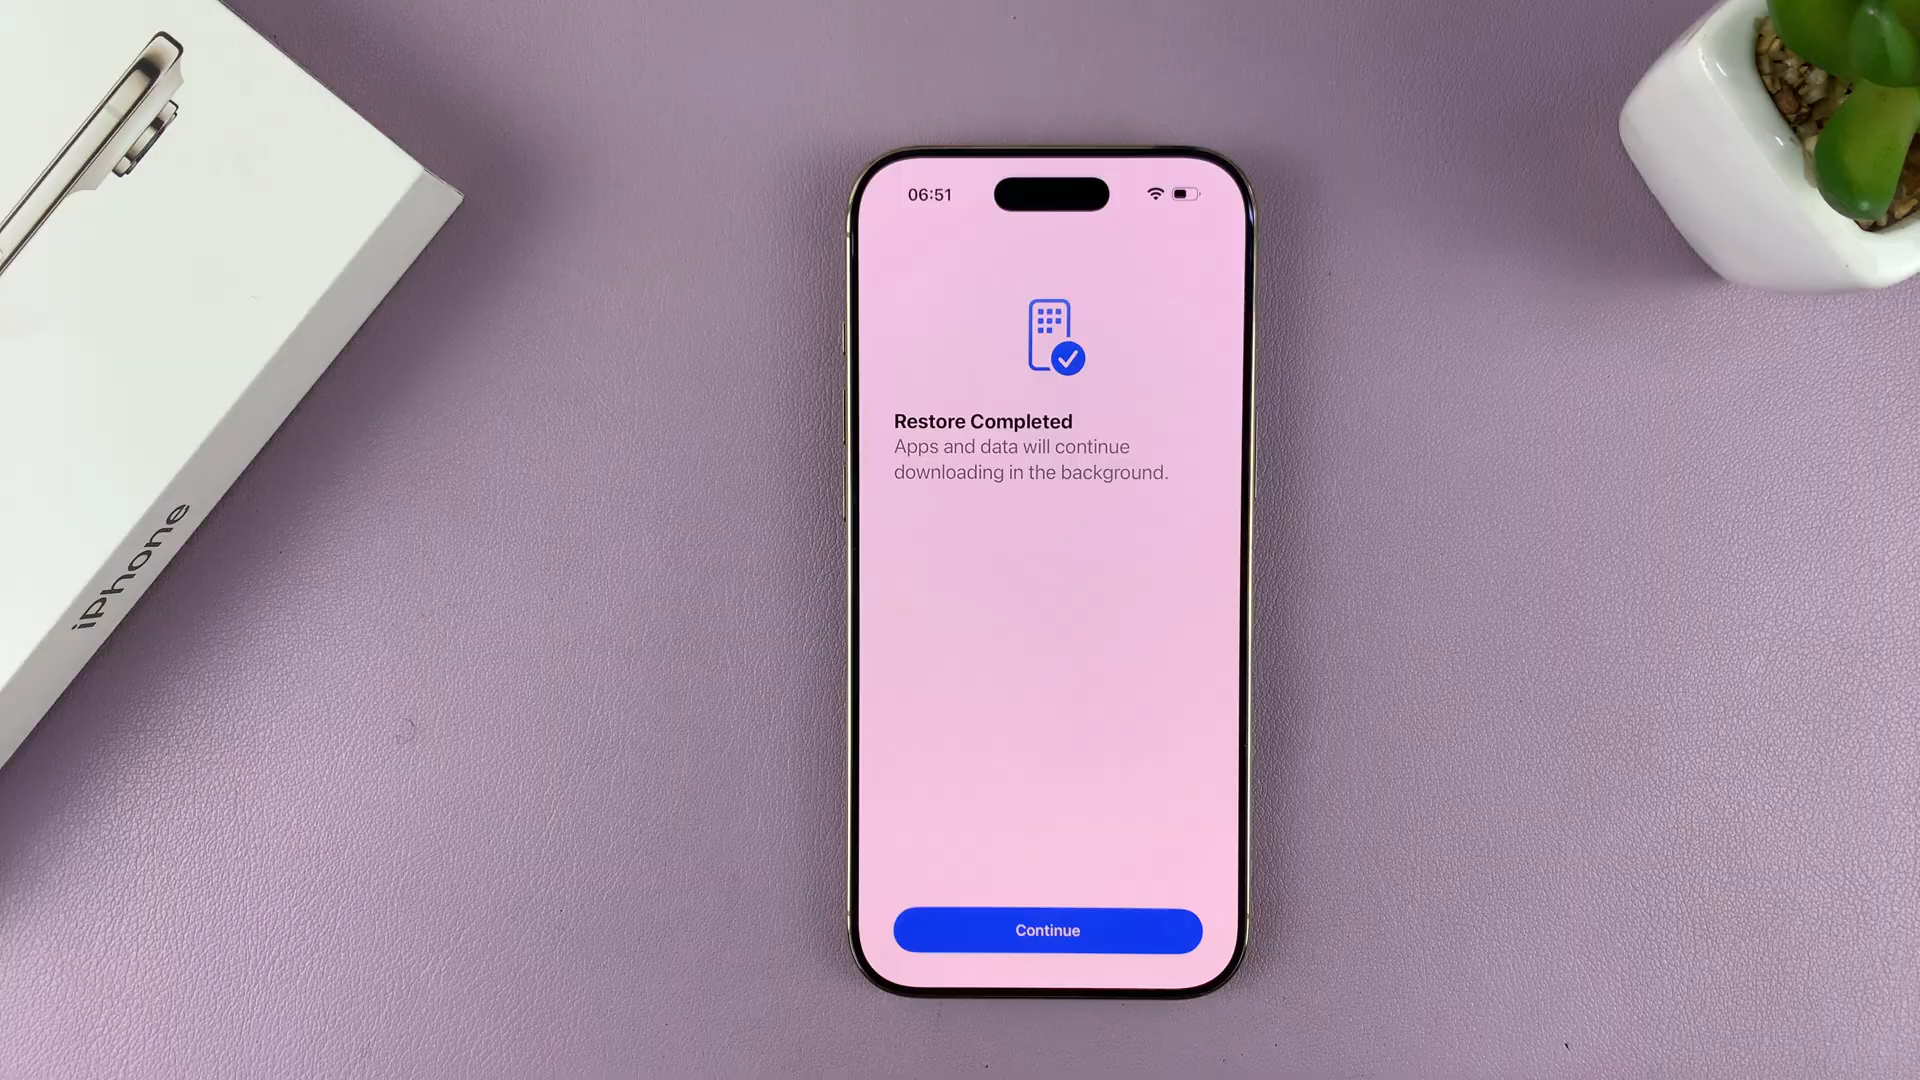 iPhone
06:51
Restore Completed
Apps and data will continue
downloading in the background.
Continue